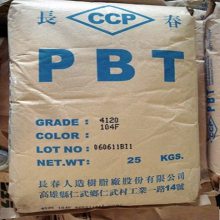 長 CCP 春
PBT
GRADE : 4120
COLOR : 104F
LOT NO : 060611B11
NET.WT: 25 KGS.
長春人造樹脂廠股份有限公司
高雄縣仁武鄉仁武村工業一路14號